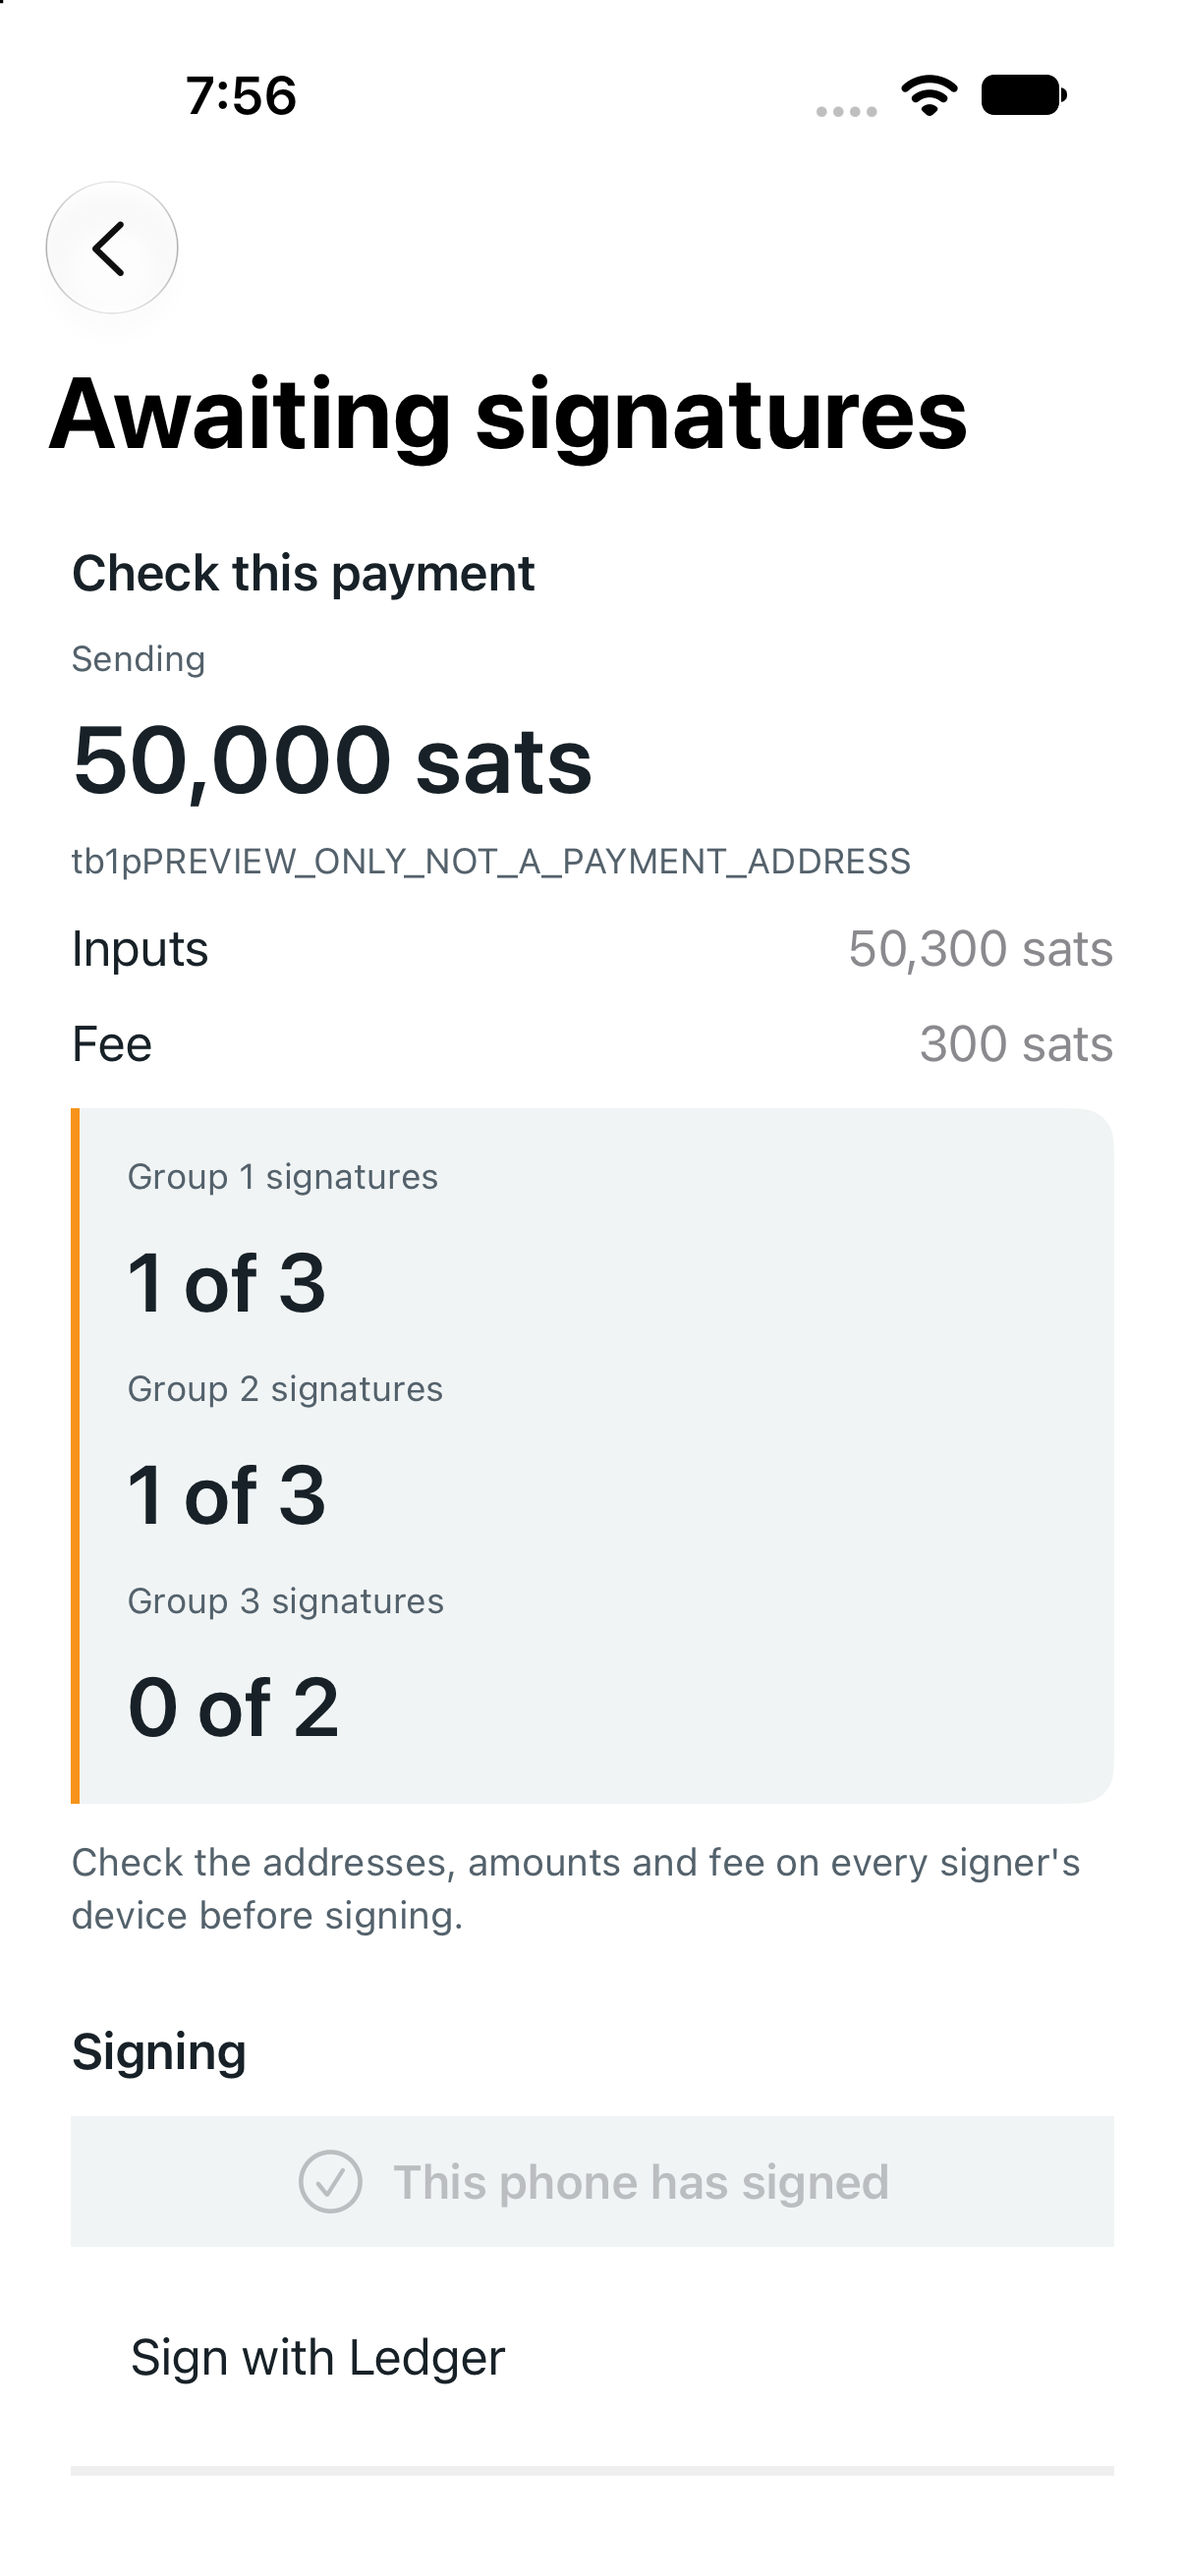 7:56
Awaiting signatures
Check this payment
Sending
50,000 sats
tb1pPREVIEW_ONLY_NOT_A_PAYMENT_ADDRESS
Inputs 50,300 sats
Fee 300 sats
Group 1 signatures
1 of 3
Group 2 signatures
1 of 3
Group 3 signatures
0 of 2
Check the addresses, amounts and fee on every signer's
device before signing.
Signing
This phone has signed
Sign with Ledger